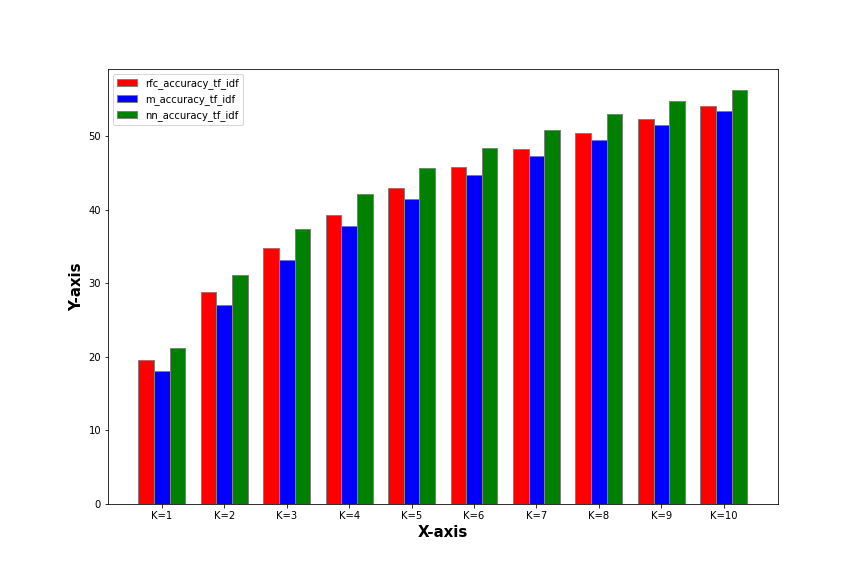 rfc_accuracy_tf_idf
m_accuracy_tf_idf
nn_accuracy_tf_idf
50
40
30
20
10
0
Y-axis
K=1 K=2 K=3 K=4 K=5 K=6 K=7 K=8 K=9 K=10
X-axis